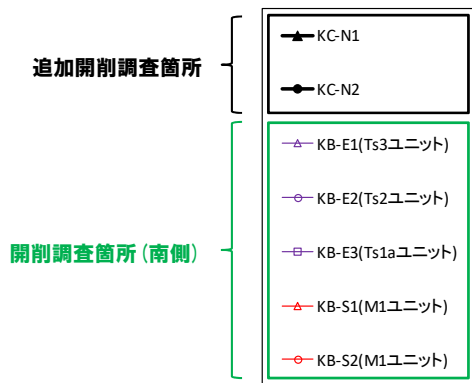 追加開削調査箇所
KC-N1
KC-N2
開削調査箇所(南側)
KB-E1(Ts3ユニット)
KB-E2(Ts2ユニット)
KB-E3(Ts1aユニット)
KB-S1(M1ユニット)
KB-S2(M1ユニット)